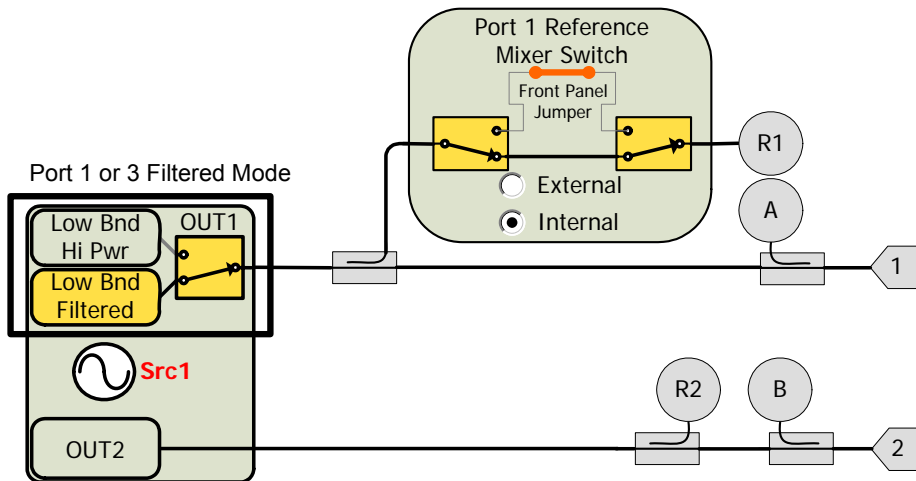 Port 1 Reference
Mixer Switch
Front Panel
Jumper
R1
External
Internal
A
Port 1 or 3 Filtered Mode
Low Bnd
Hi Pwr
OUT1
Low Bnd
Filtered
1
Src1
R2
B
OUT2
2